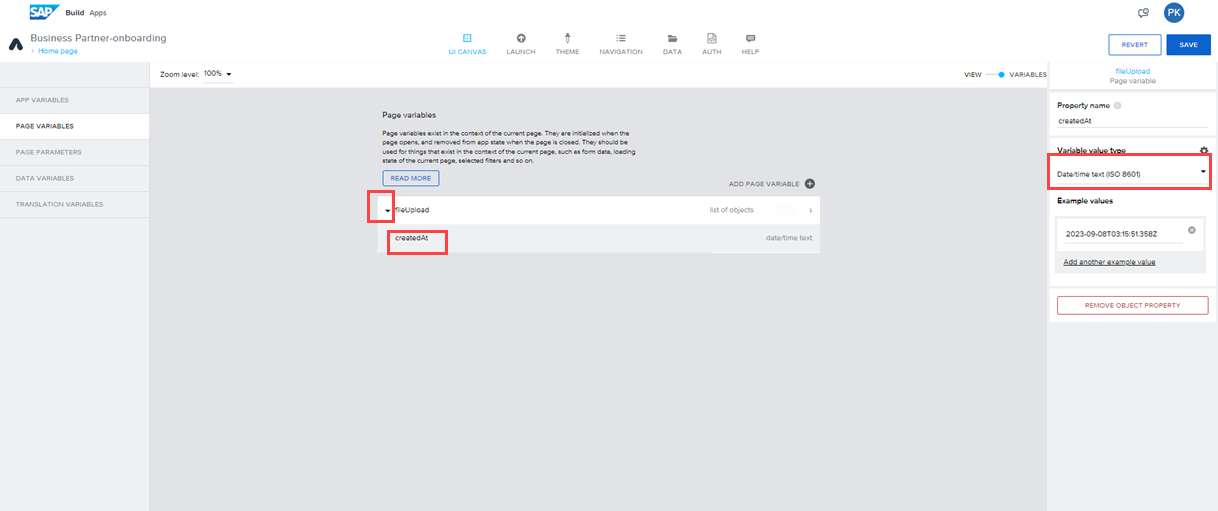 SAP Build Apps
PK
Business Partner-onboarding
Home page
UI CANVAS
LAUNCH
THEME
NAVIGATION
DATA
AUTH
HELP
REVERT
SAVE
APP VARIABLES
PAGE VARIABLES
PAGE PARAMETERS
DATA VARIABLES
TRANSLATION VARIABLES
Zoom level: 100%
VIEW VARIABLES
Page variables
Page variables exist in the context of the current page. They are initialized when the
page opens, and removed from app state when the page is closed. They should be
used for things that exist in the context of the current page, such as form data, loading
state of the current page, selected filters and so on.
READ MORE
ADD PAGE VARIABLE
fileUpload list of objects
createdAt date/time text
fileUpload
Page variable
Property name
createdAt
Variable value type
Date/time text (ISO 8601)
Example values
2023-09-08T03:15:51.358Z
Add another example value
REMOVE OBJECT PROPERTY